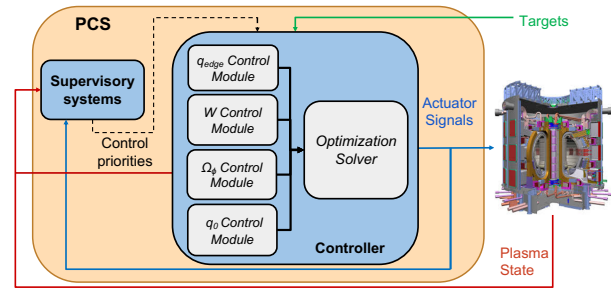 PCS
Targets
Supervisory
systems
Control
priorities
q_edge Control
Module
W Control
Module
Ω_ϕ Control
Module
q_0 Control
Module
Optimization
Solver
Controller
Actuator
Signals
Plasma
State